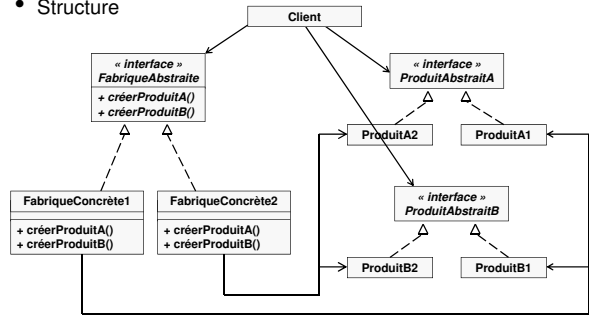 • Structure
Client
« interface »
FabriqueAbstraite
+ créerProduitA()
+ créerProduitB()
« interface »
ProduitAbstraitA
ProduitA2
ProduitA1
FabriqueConcrète1
+ créerProduitA()
+ créerProduitB()
FabriqueConcrète2
+ créerProduitA()
+ créerProduitB()
« interface »
ProduitAbstraitB
ProduitB2
ProduitB1